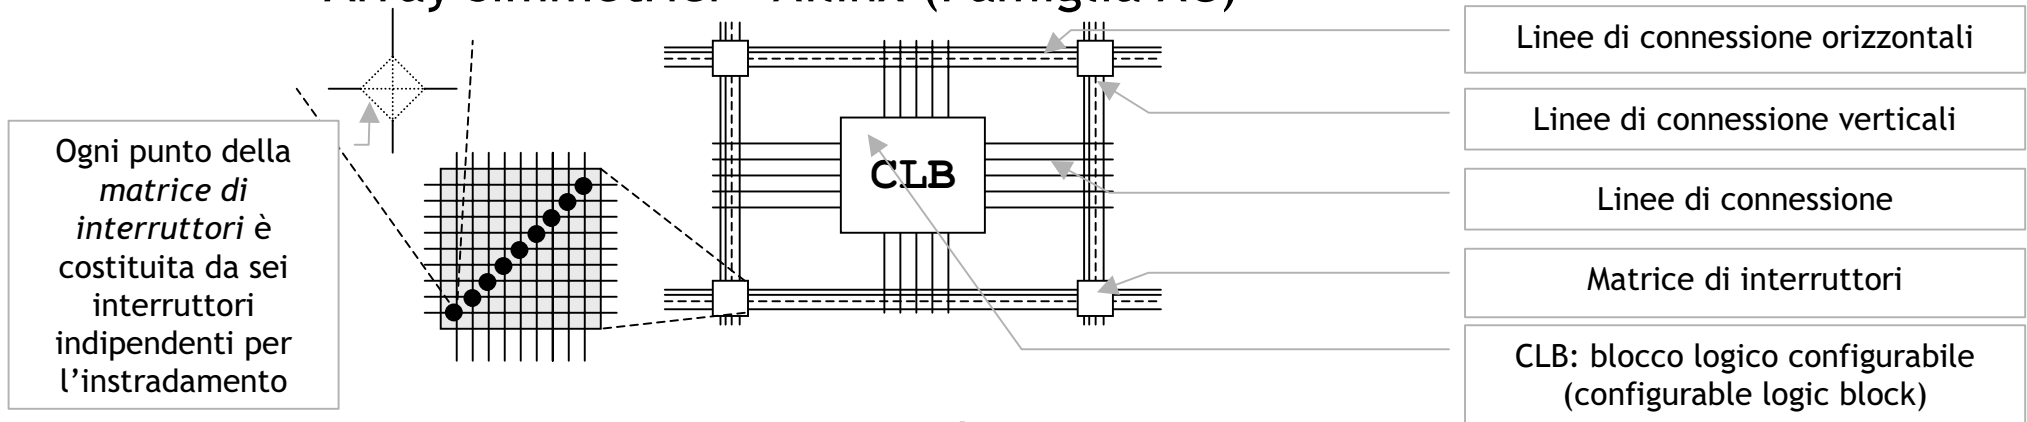 Ogni punto della
matrice di
interruttori è
costituita da sei
interruttori
indipendenti per
l'instradamento
CLB
Linee di connessione orizzontali
Linee di connessione verticali
Linee di connessione
Matrice di interruttori
CLB: blocco logico configurabile
(configurable logic block)